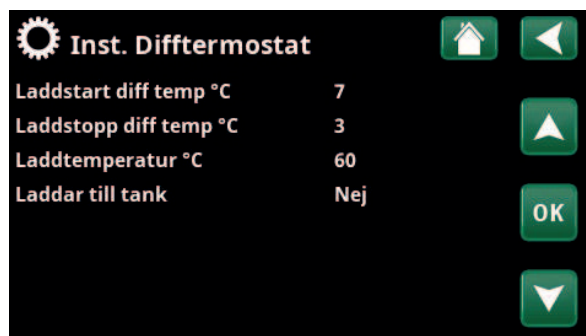 Inst. Difftermostat
Laddstart diff temp °C 7
Laddstopp diff temp °C 3
Laddtemperatur °C 60
Laddar till tank Nej
OK